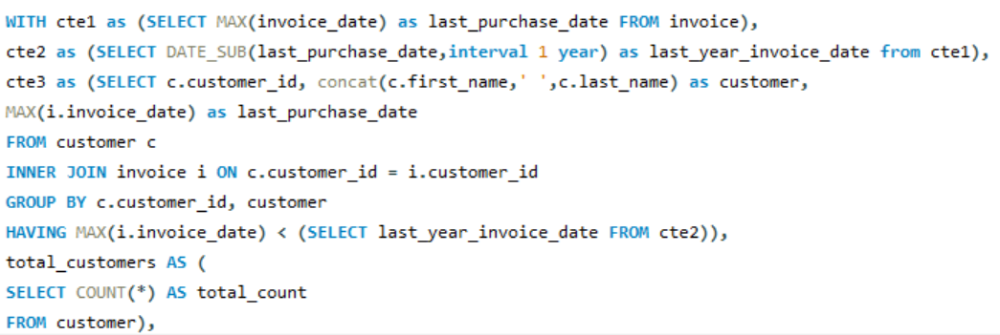 WITH cte1 as (SELECT MAX(invoice_date) as last_purchase_date FROM invoice),
cte2 as (SELECT DATE_SUB(last_purchase_date,interval 1 year) as last_year_invoice_date from cte1),
cte3 as (SELECT c.customer_id, concat(c.first_name,' ',c.last_name) as customer,
MAX(i.invoice_date) as last_purchase_date
FROM customer c
INNER JOIN invoice i ON c.customer_id = i.customer_id
GROUP BY c.customer_id, customer
HAVING MAX(i.invoice_date) < (SELECT last_year_invoice_date FROM cte2)),
total_customers AS (
SELECT COUNT(*) AS total_count
FROM customer),